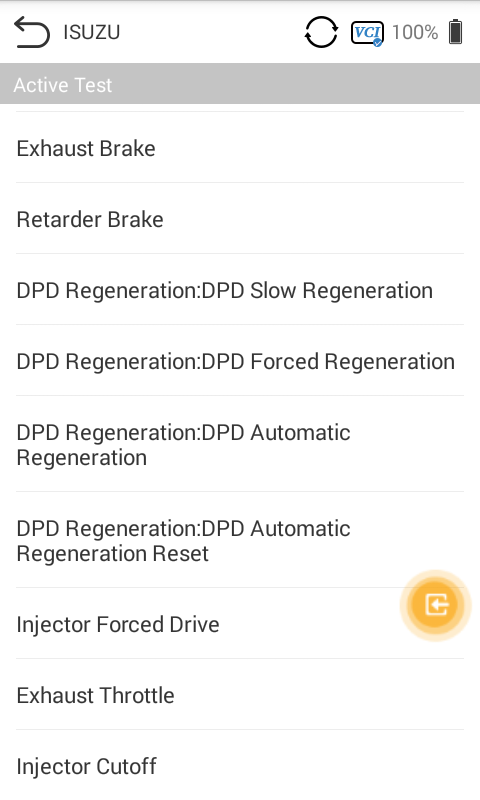 ISUZU
VCI
100%
Active Test
Exhaust Brake
Retarder Brake
DPD Regeneration:DPD Slow Regeneration
DPD Regeneration:DPD Forced Regeneration
DPD Regeneration:DPD Automatic
Regeneration
DPD Regeneration:DPD Automatic
Regeneration Reset
Injector Forced Drive
Exhaust Throttle
Injector Cutoff